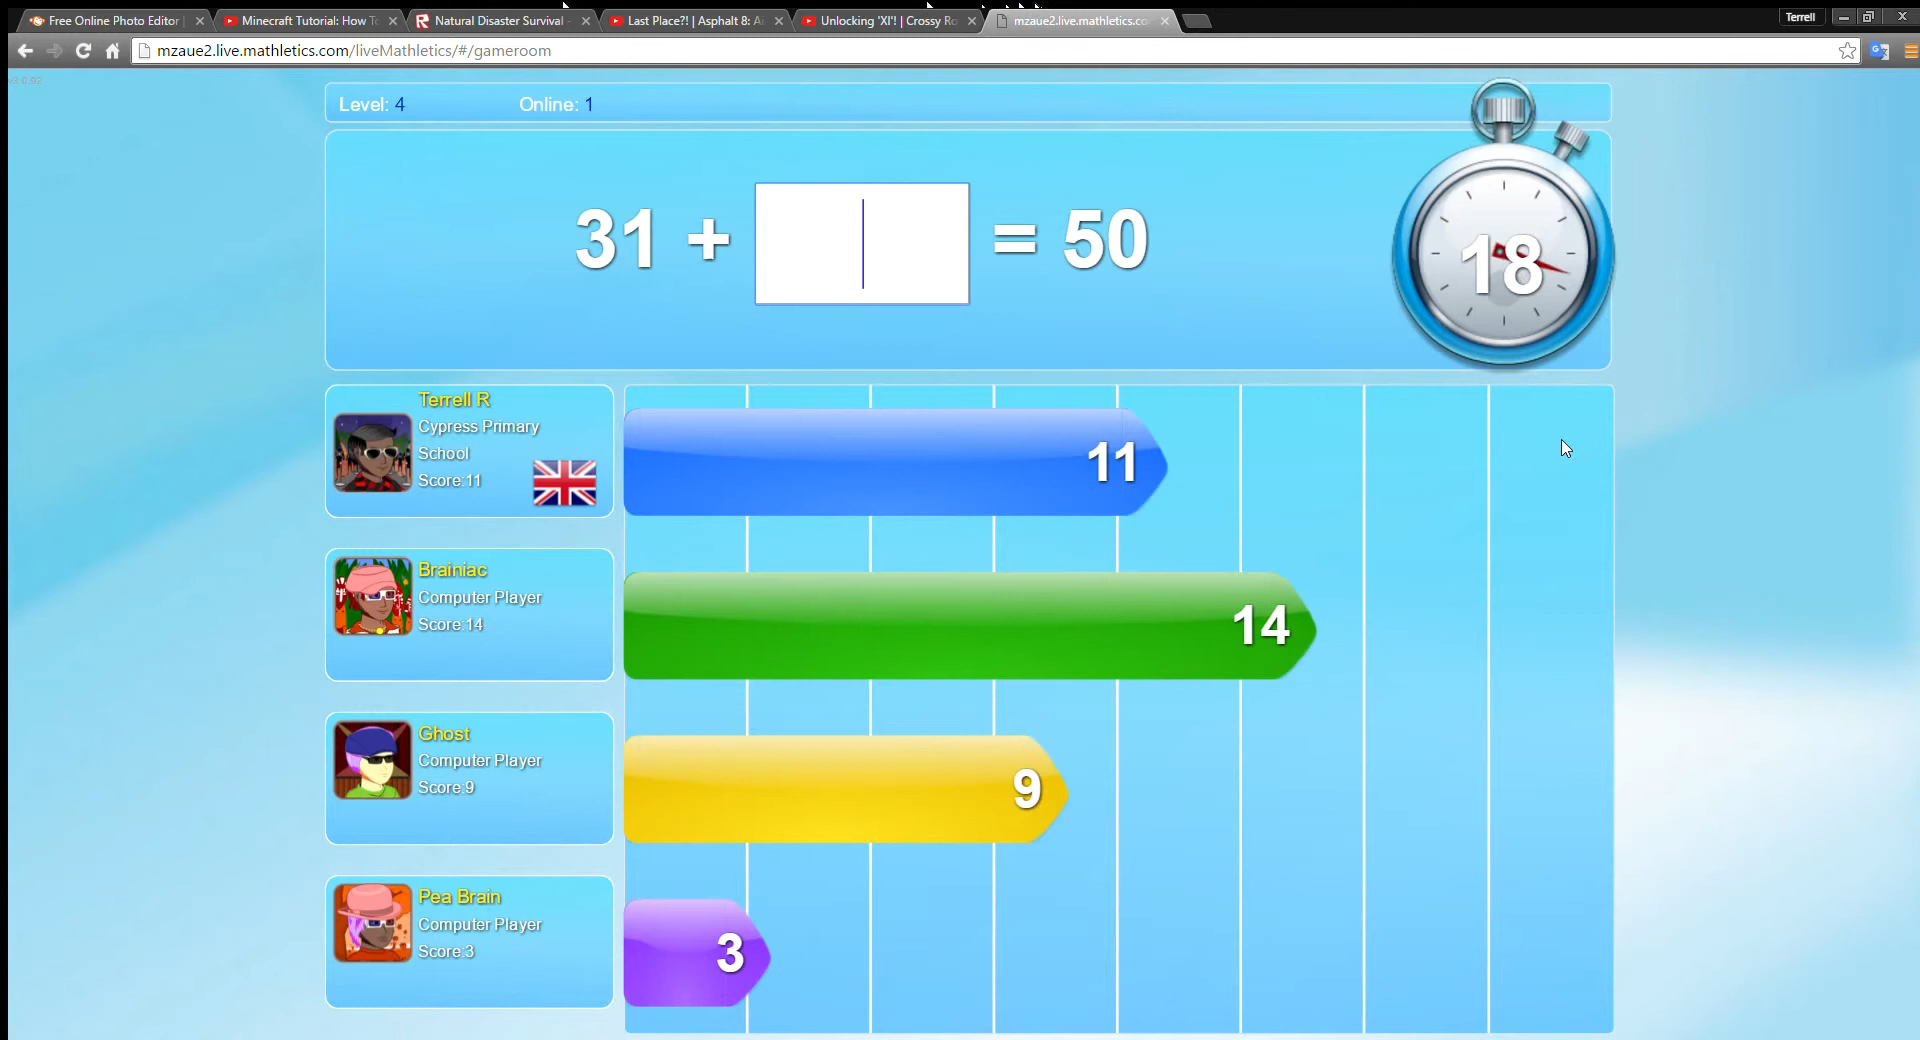 Free Online Photo Editor
Minecraft Tutorial: How T
Natural Disaster Survival -
Last Place?! | Asphalt 8: Ai
Unlocking 'XI'! | Crossy Ro
mzaue2.live.mathletics.co
Terrell
mzaue2.live.mathletics.com/liveMathletics/#/gameroom
Level: 4
Online: 1
31 + = 50
18
Terrell R
Cypress Primary
School
Score:11
11
Brainiac
Computer Player
Score:14
14
Ghost
Computer Player
Score:9
9
Pea Brain
Computer Player
Score:3
3